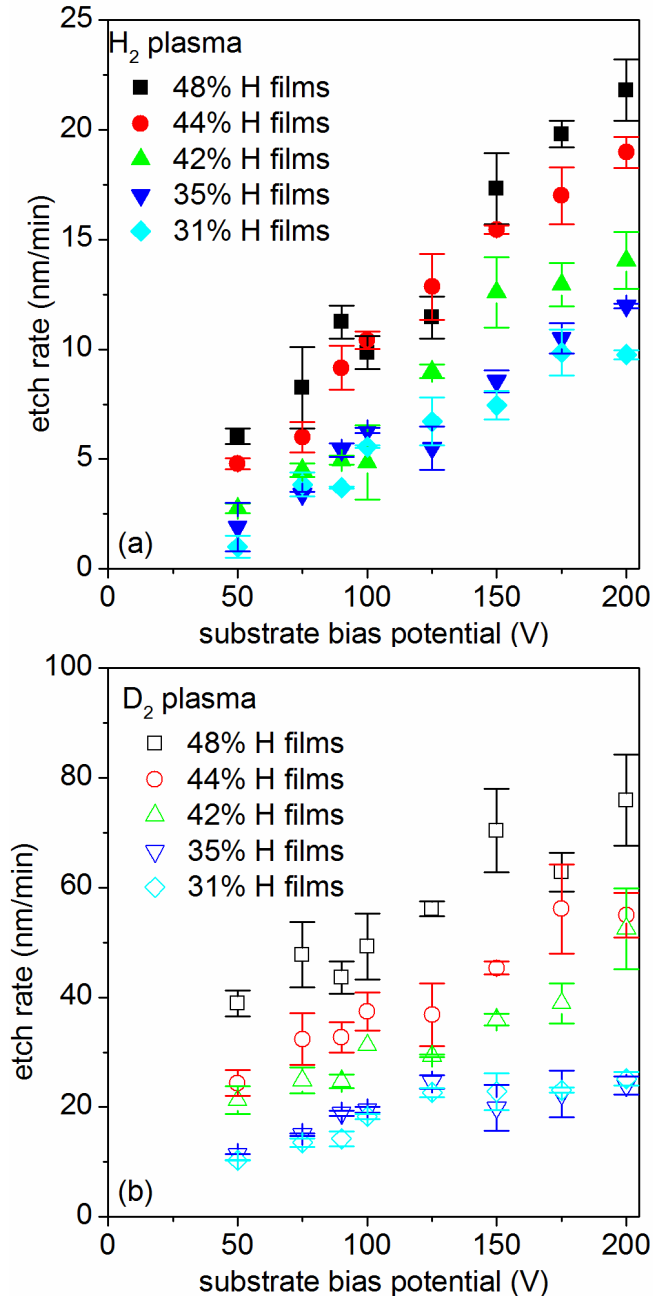 25
20
15
10
5
0
etch rate (nm/min)
H₂ plasma
48% H films
44% H films
42% H films
35% H films
31% H films
(a)
0 50 100 150 200
substrate bias potential (V)
100
80
60
40
20
0
etch rate (nm/min)
D₂ plasma
48% H films
44% H films
42% H films
35% H films
31% H films
(b)
0 50 100 150 200
substrate bias potential (V)